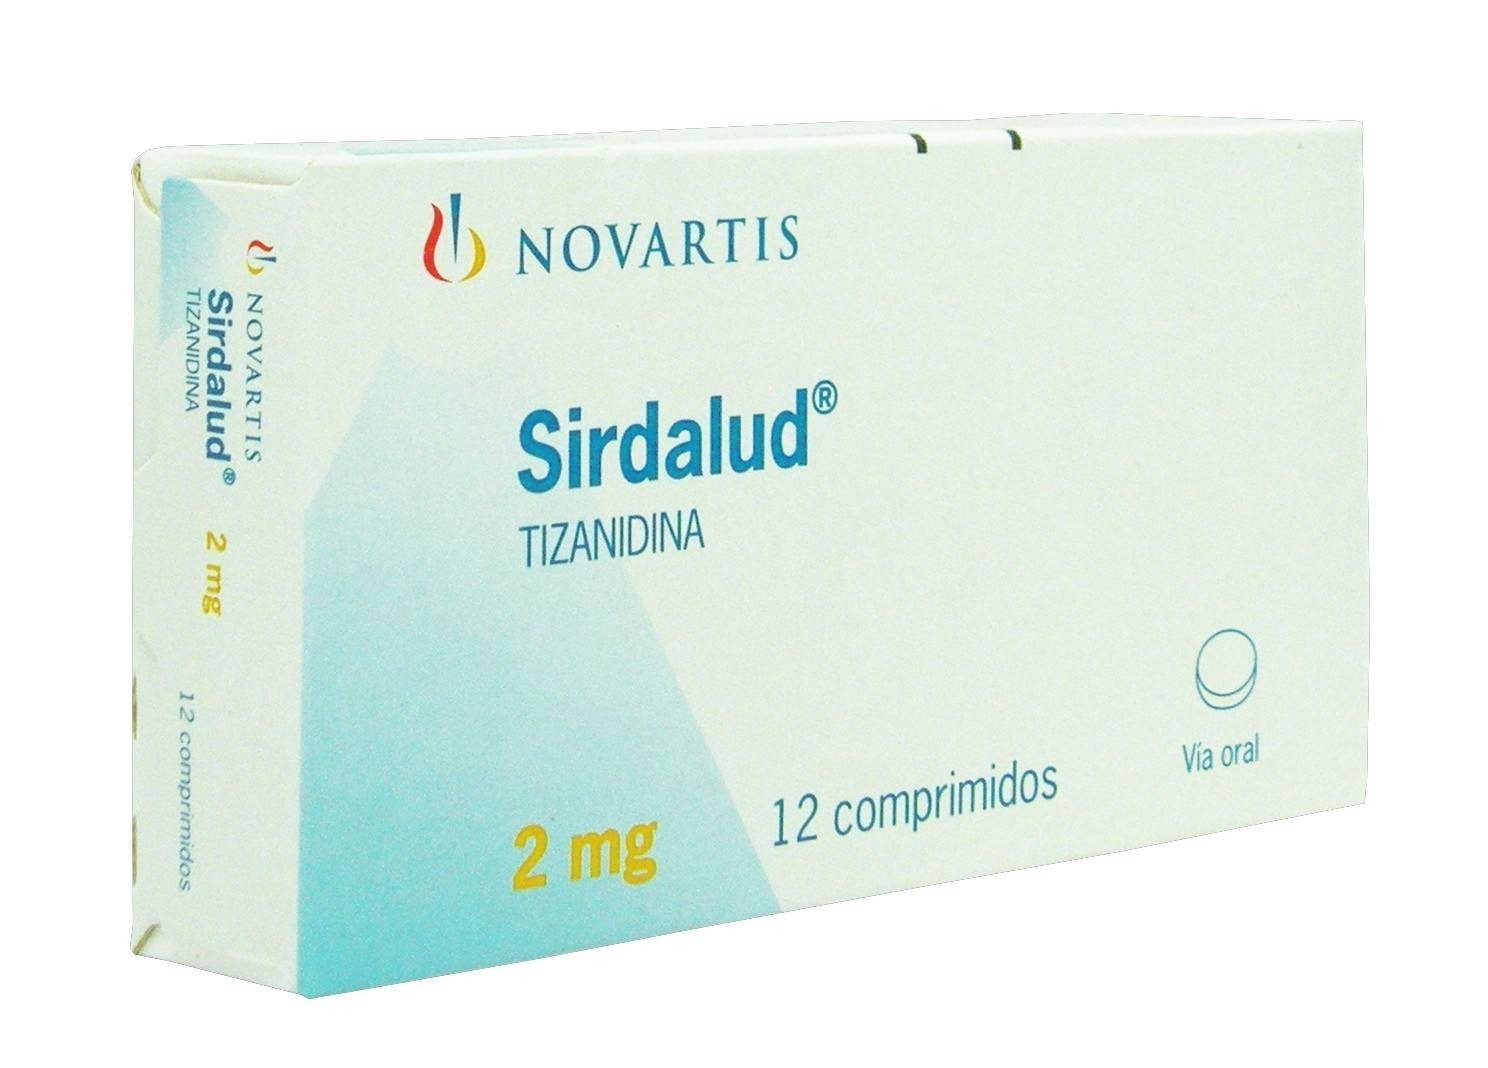 NOVARTIS
Sirdalud®
TIZANIDINA
2 mg
12 comprimidos
Vía oral
NOVARTIS
Sirdalud®
TIZANIDINA
2 mg
12 comprimidos